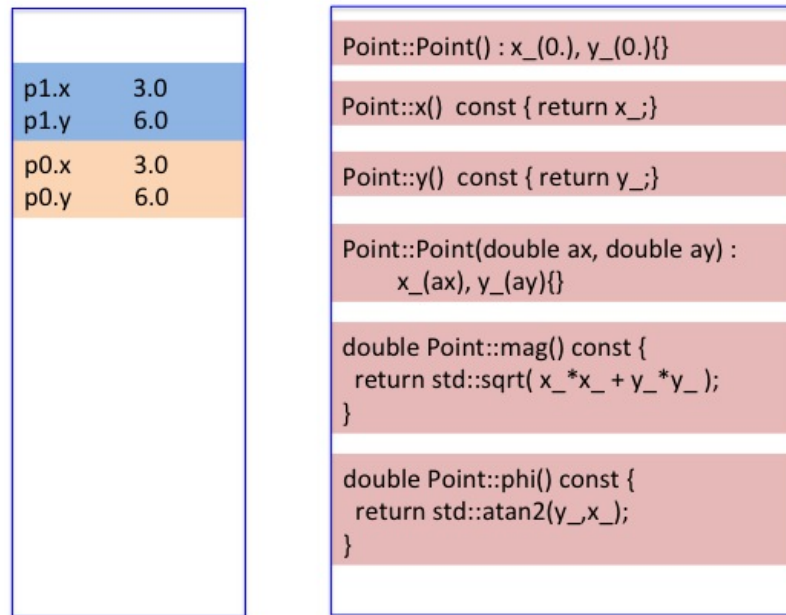 p1.x 3.0
p1.y 6.0
p0.x 3.0
p0.y 6.0
Point::Point() : x_(0.), y_(0.){}
Point::x() const { return x_;}
Point::y() const { return y_;}
Point::Point(double ax, double ay) :
x_(ax), y_(ay){}
double Point::mag() const {
return std::sqrt( x_*x_ + y_*y_ );
}
double Point::phi() const {
return std::atan2(y_,x_);
}